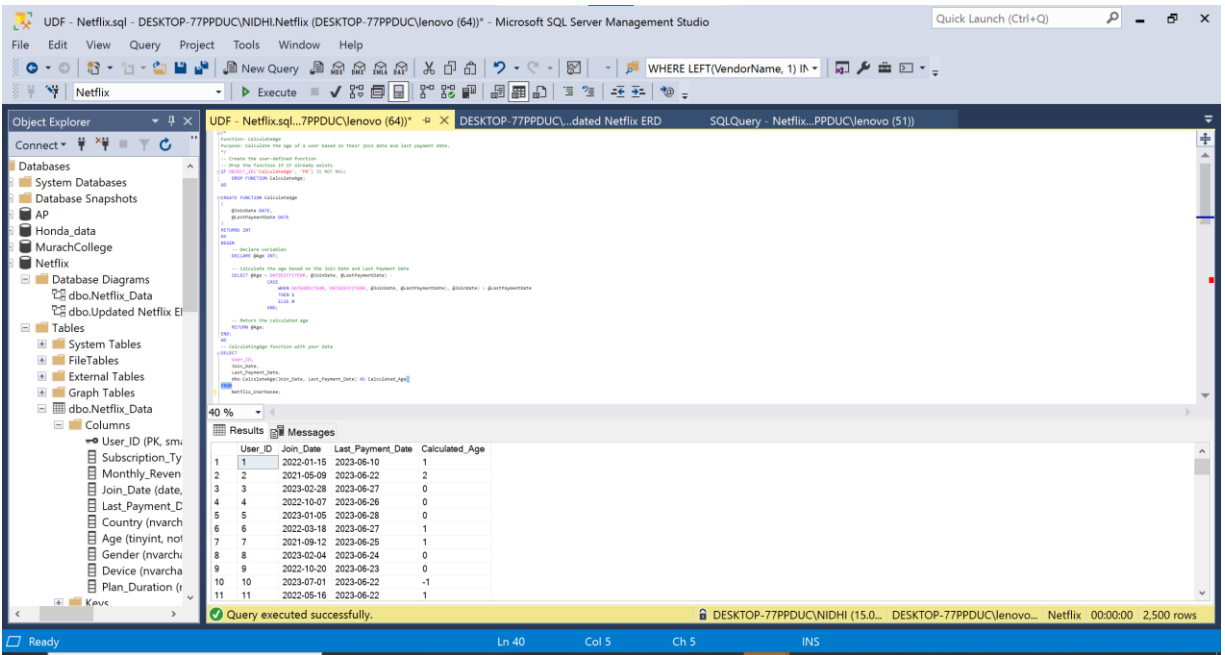 UDF - Netflix.sql - DESKTOP-77PPDUC\NIDHI.Netflix (DESKTOP-77PPDUC\lenovo (64))* - Microsoft SQL Server Management Studio
Quick Launch (Ctrl+Q)
File Edit View Query Project Tools Window Help
New Query
WHERE LEFT(VendorName, 1) IN
Netflix
Execute
Object Explorer
UDF - Netflix.sql...7PPDUC\lenovo (64))*
DESKTOP-77PPDUC\...dated Netflix ERD
SQLQuery - Netflix...PPDUC\lenovo (51))
Connect
Databases
System Databases
Database Snapshots
AP
Honda_data
MurachCollege
Netflix
Database Diagrams
dbo.Netflix_Data
dbo.Updated Netflix El
Tables
System Tables
FileTables
External Tables
Graph Tables
dbo.Netflix_Data
Columns
User_ID (PK, sma
Subscription_Ty
Monthly_Reven
Join_Date (date,
Last_Payment_D
Country (nvarch
Age (tinyint, not
Gender (nvarcha
Device (nvarcha
Plan_Duration (r
Keys
/*
Function: CalculateAge
Purpose: Calculate the age of a user based on their join date and last payment date.
*/
-- Create the user-defined function
-- Drop the function if it already exists
IF OBJECT_ID('CalculateAge', 'FN') IS NOT NULL
DROP FUNCTION CalculateAge;
GO
CREATE FUNCTION CalculateAge
(
@JoinDate DATE,
@LastPaymentDate DATE
)
RETURNS INT
AS
BEGIN
-- Declare variables
DECLARE @Age INT;
-- Calculate the age based on the Join Date and Last Payment Date
SELECT @Age = DATEDIFF(YEAR, @JoinDate, @LastPaymentDate) -
CASE
WHEN DATEADD(YEAR, DATEDIFF(YEAR, @JoinDate, @LastPaymentDate), @JoinDate) > @LastPaymentDate
THEN 1
ELSE 0
END;
-- Return the calculated age
RETURN @Age;
END;
GO
-- CalculatingAge function with your data
SELECT
User_ID,
Join_Date,
Last_Payment_Date,
dbo.CalculateAge(Join_Date, Last_Payment_Date) AS Calculated_Age
FROM
40 %
Results Messages
User_ID Join_Date Last_Payment_Date Calculated_Age
1 1 2022-01-15 2023-06-10 1
2 2 2021-05-09 2023-06-22 2
3 3 2023-02-28 2023-06-27 0
4 4 2022-10-07 2023-06-26 0
5 5 2023-01-05 2023-06-28 0
6 6 2022-03-18 2023-06-27 1
7 7 2021-09-12 2023-06-25 1
8 8 2023-02-04 2023-06-24 0
9 9 2022-10-20 2023-06-23 0
10 10 2023-07-01 2023-06-22 -1
11 11 2022-05-16 2023-06-22 1
Query executed successfully.
DESKTOP-77PPDUC\NIDHI (15.0... DESKTOP-77PPDUC\lenovo... Netflix 00:00:00 2,500 rows
Ready Ln 40 Col 5 Ch 5 INS